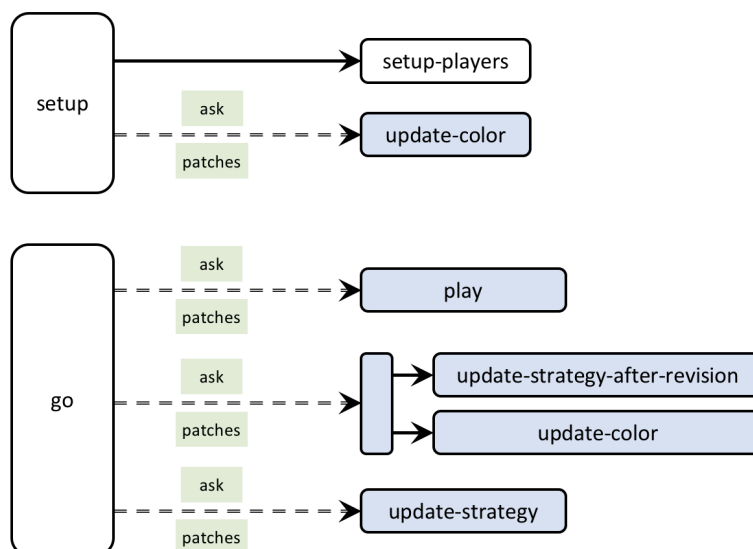 setup
setup-players
ask
patches
update-color
go
ask
patches
play
ask
patches
update-strategy-after-revision
update-color
ask
patches
update-strategy